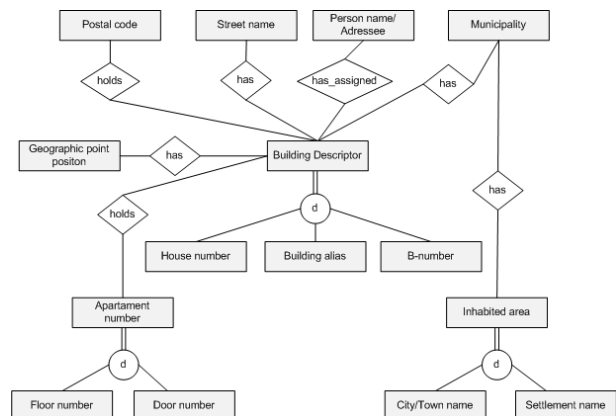 Postal code
Street name
Person name/
Adressee
Municipality
holds
has
has_assigned
has
Geographic point
positon
has
Building Descriptor
has
holds
d
House number
Building alias
B-number
Apartament
number
Inhabited area
d
d
Floor number
Door number
City/Town name
Settlement name